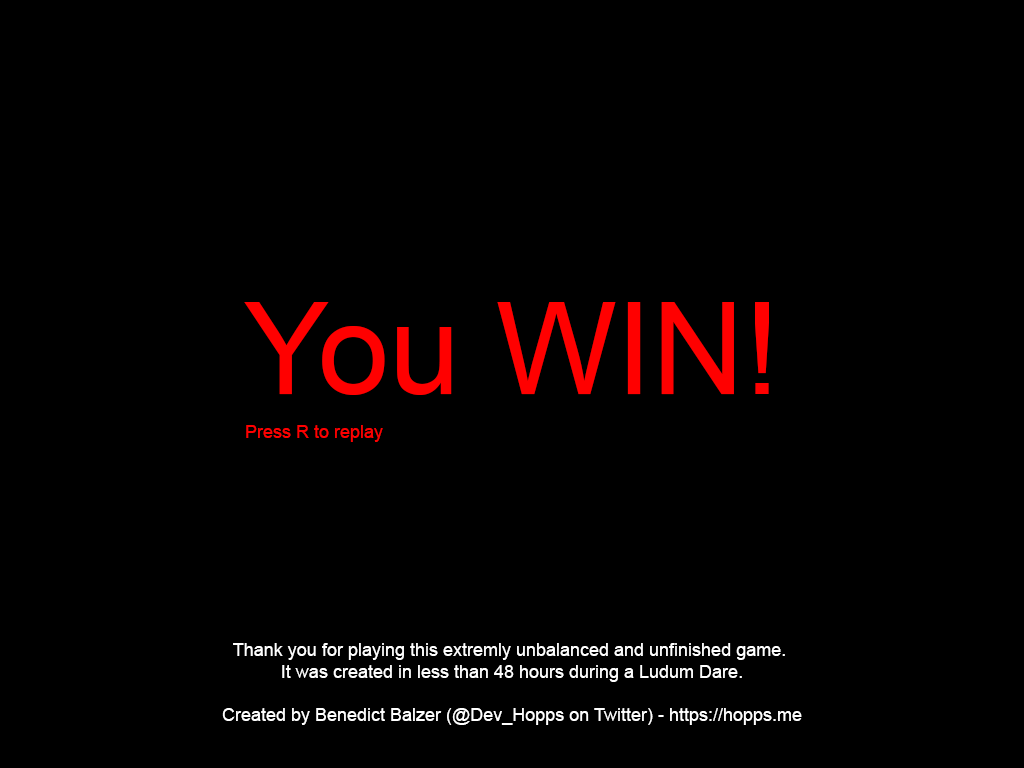 You WIN!
Press R to replay
Thank you for playing this extremly unbalanced and unfinished game.
It was created in less than 48 hours during a Ludum Dare.
Created by Benedict Balzer (@Dev_Hopps on Twitter) - https://hopps.me